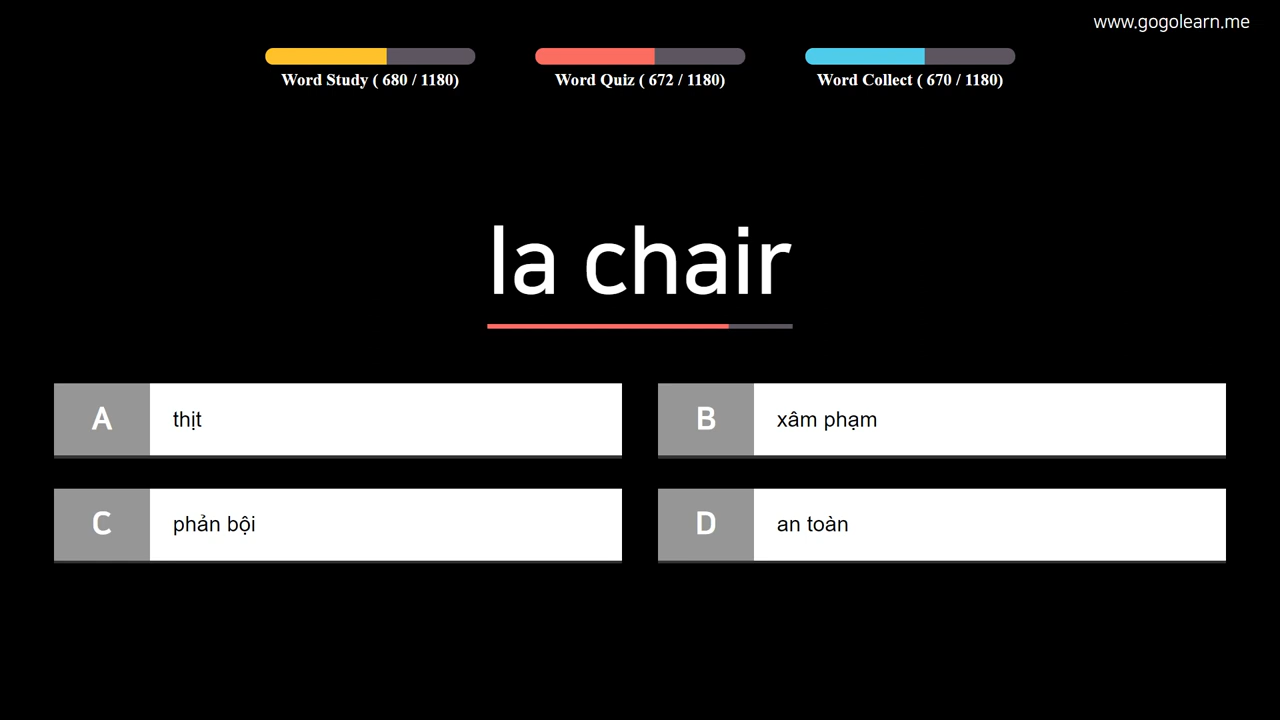 www.gogolearn.me
Word Study ( 680 / 1180)
Word Quiz ( 672 / 1180)
Word Collect ( 670 / 1180)
la chair
A thịt
B xâm phạm
C phản bội
D an toàn